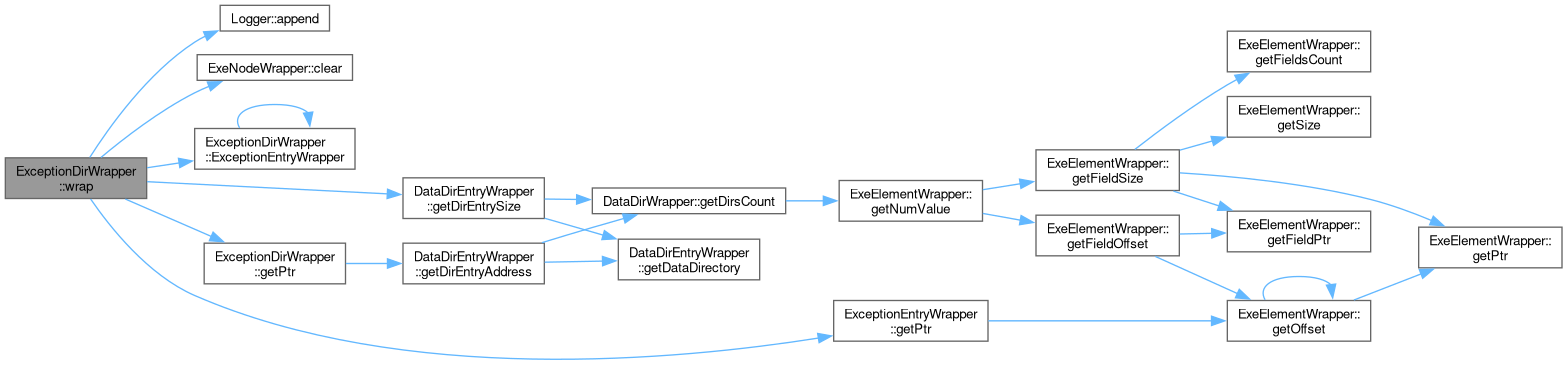 Logger::append
ExeNodeWrapper::clear
ExceptionDirWrapper
::ExceptionEntryWrapper
ExceptionDirWrapper
::wrap
DataDirEntryWrapper
::getDirEntrySize
ExceptionDirWrapper
::getPtr
DataDirEntryWrapper
::getDirEntryAddress
DataDirWrapper::getDirsCount
DataDirEntryWrapper
::getDataDirectory
ExceptionEntryWrapper
::getPtr
ExeElementWrapper::
getNumValue
ExeElementWrapper::
getFieldSize
ExeElementWrapper::
getFieldOffset
ExeElementWrapper::
getFieldsCount
ExeElementWrapper::
getSize
ExeElementWrapper::
getFieldPtr
ExeElementWrapper::
getOffset
ExeElementWrapper::
getPtr